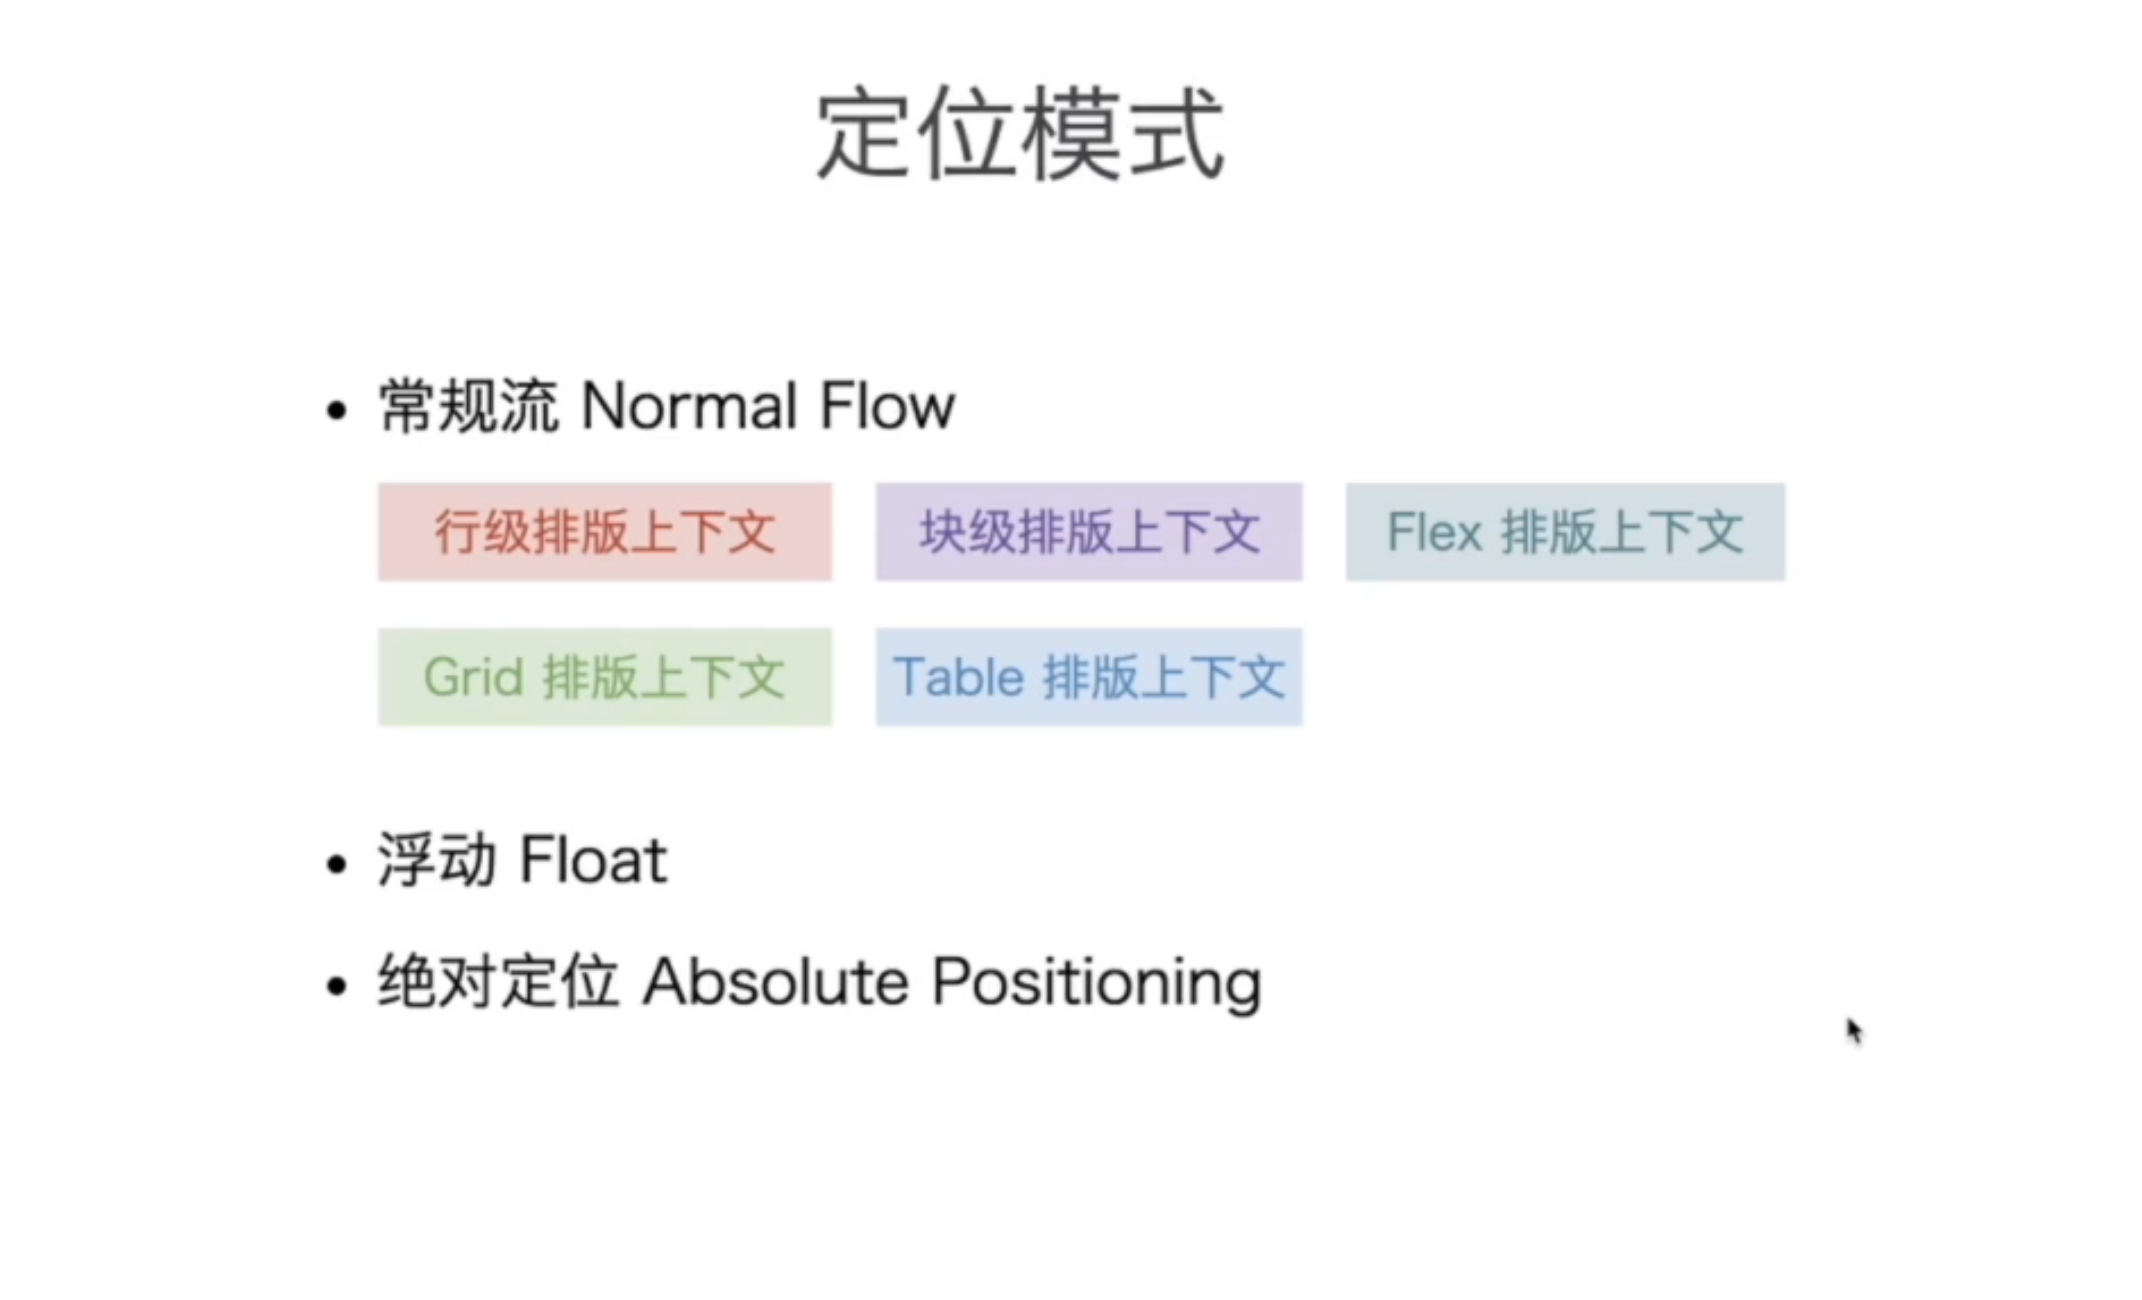 定位模式
• 常规流 Normal Flow
行级排版上下文 块级排版上下文 Flex 排版上下文
Grid 排版上下文 Table 排版上下文
• 浮动 Float
• 绝对定位 Absolute Positioning